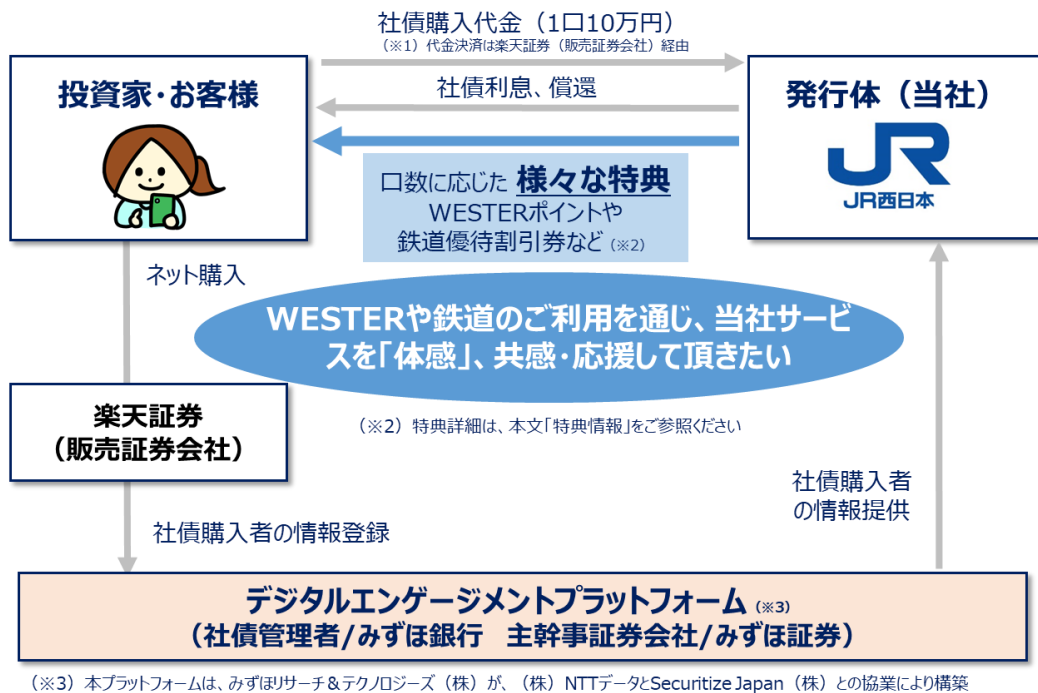 社債購入代金（1口10万円）
（※1）代金決済は楽天証券（販売証券会社）経由
投資家・お客様
社債利息、償還
発行体（当社）
JR
JR西日本
口数に応じた 様々な特典
WESTERポイントや
鉄道優待割引券など（※2）
ネット購入
WESTERや鉄道のご利用を通じ、当社サービ
スを「体感」、共感・応援して頂きたい
楽天証券
（販売証券会社）
（※2）特典詳細は、本文「特典情報」をご参照ください
社債購入者
の情報提供
社債購入者の情報登録
デジタルエンゲージメントプラットフォーム（※3）
（社債管理者/みずほ銀行　主幹事証券会社/みずほ証券）
（※3）本プラットフォームは、みずほリサーチ＆テクノロジーズ（株）が、（株）NTTデータとSecuritize Japan（株）との協業により構築